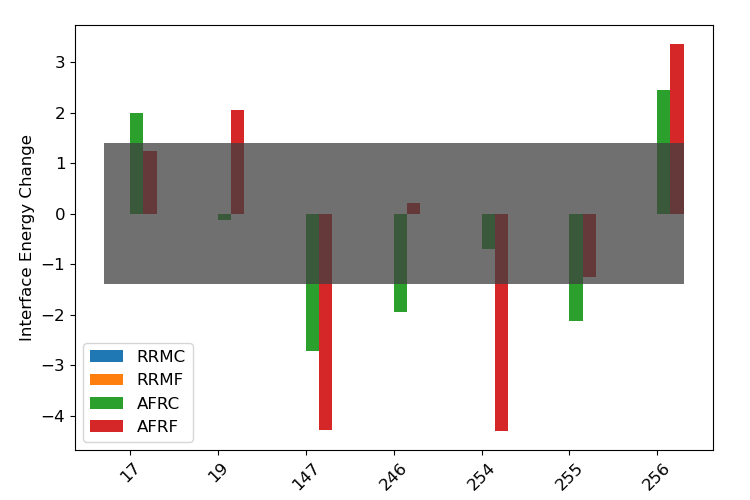 Interface Energy Change
3
2
1
0
−1
−2
−3
−4
RRMC
RRMF
AFRC
AFRF
17 19 147 246 254 255 256